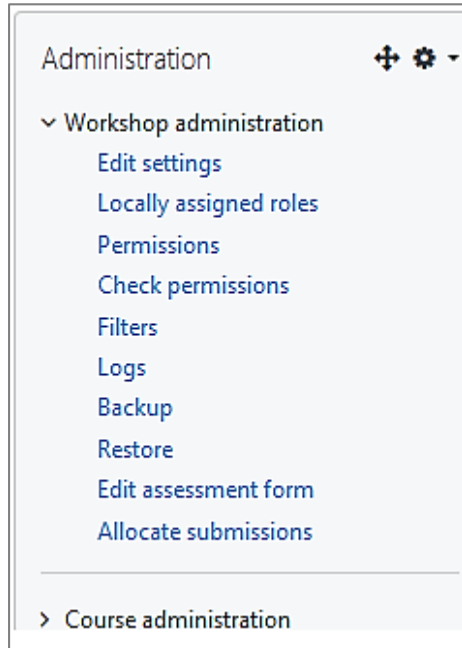 Administration
Workshop administration
Edit settings
Locally assigned roles
Permissions
Check permissions
Filters
Logs
Backup
Restore
Edit assessment form
Allocate submissions
Course administration